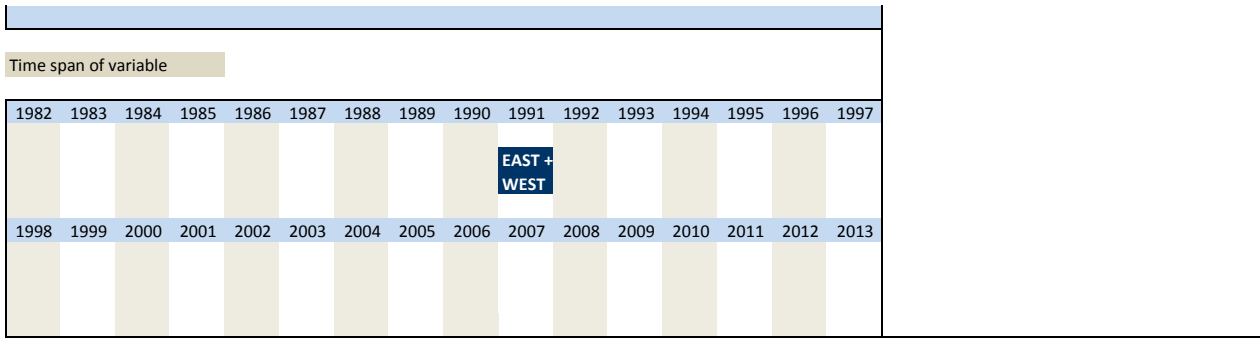 Time span of variable
1982 1983 1984 1985 1986 1987 1988 1989 1990 1991 1992 1993 1994 1995 1996 1997
EAST +
WEST
1998 1999 2000 2001 2002 2003 2004 2005 2006 2007 2008 2009 2010 2011 2012 2013